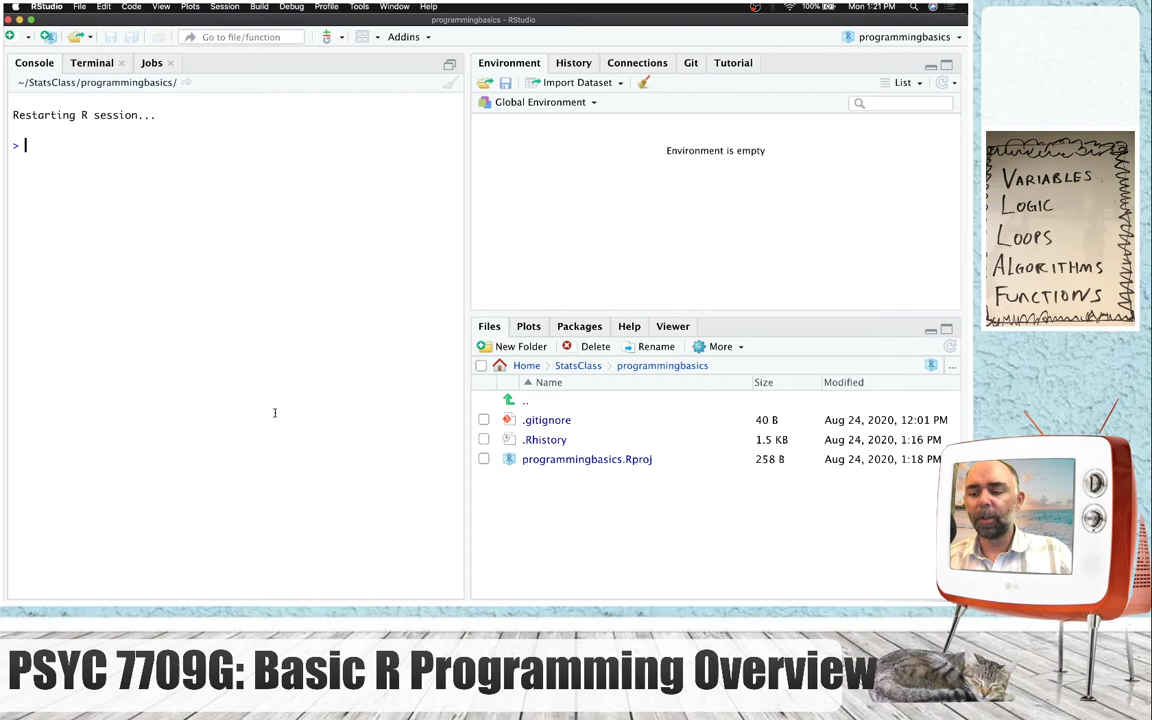 RStudio File Edit Code View Plots Session Build Debug Profile Tools Window Help 100% Mon 1:21 PM
programmingbasics - RStudio
Go to file/function Addins programmingbasics
Console Terminal Jobs
~/StatsClass/programmingbasics/
Restarting R session...
>
Environment History Connections Git Tutorial
Import Dataset List
Global Environment
Environment is empty
Files Plots Packages Help Viewer
New Folder Delete Rename More
Home StatsClass programmingbasics ...
Name Size Modified
..
.gitignore 40 B Aug 24, 2020, 12:01 PM
.Rhistory 1.5 KB Aug 24, 2020, 1:16 PM
programmingbasics.Rproj 258 B Aug 24, 2020, 1:18 PM
VARIABLES
LOGIC
LOOPS
ALGORITHMS
FUNCTIONS
LG
PSYC 7709G: Basic R Programming Overview